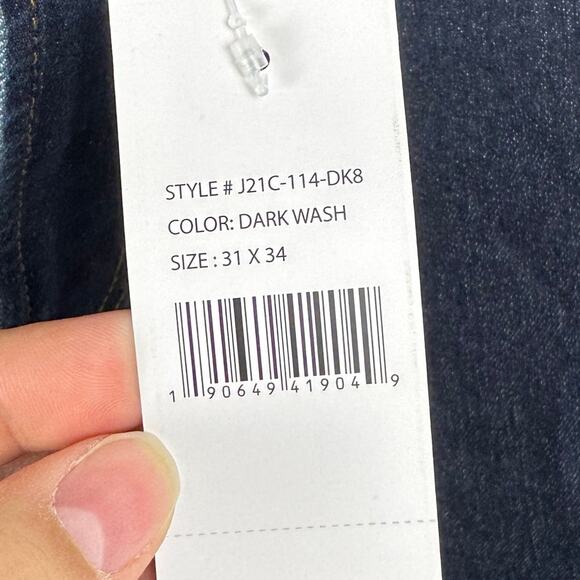 STYLE # J21C-114-DK8
COLOR: DARK WASH
SIZE : 31 X 34
1 90649 41904 9